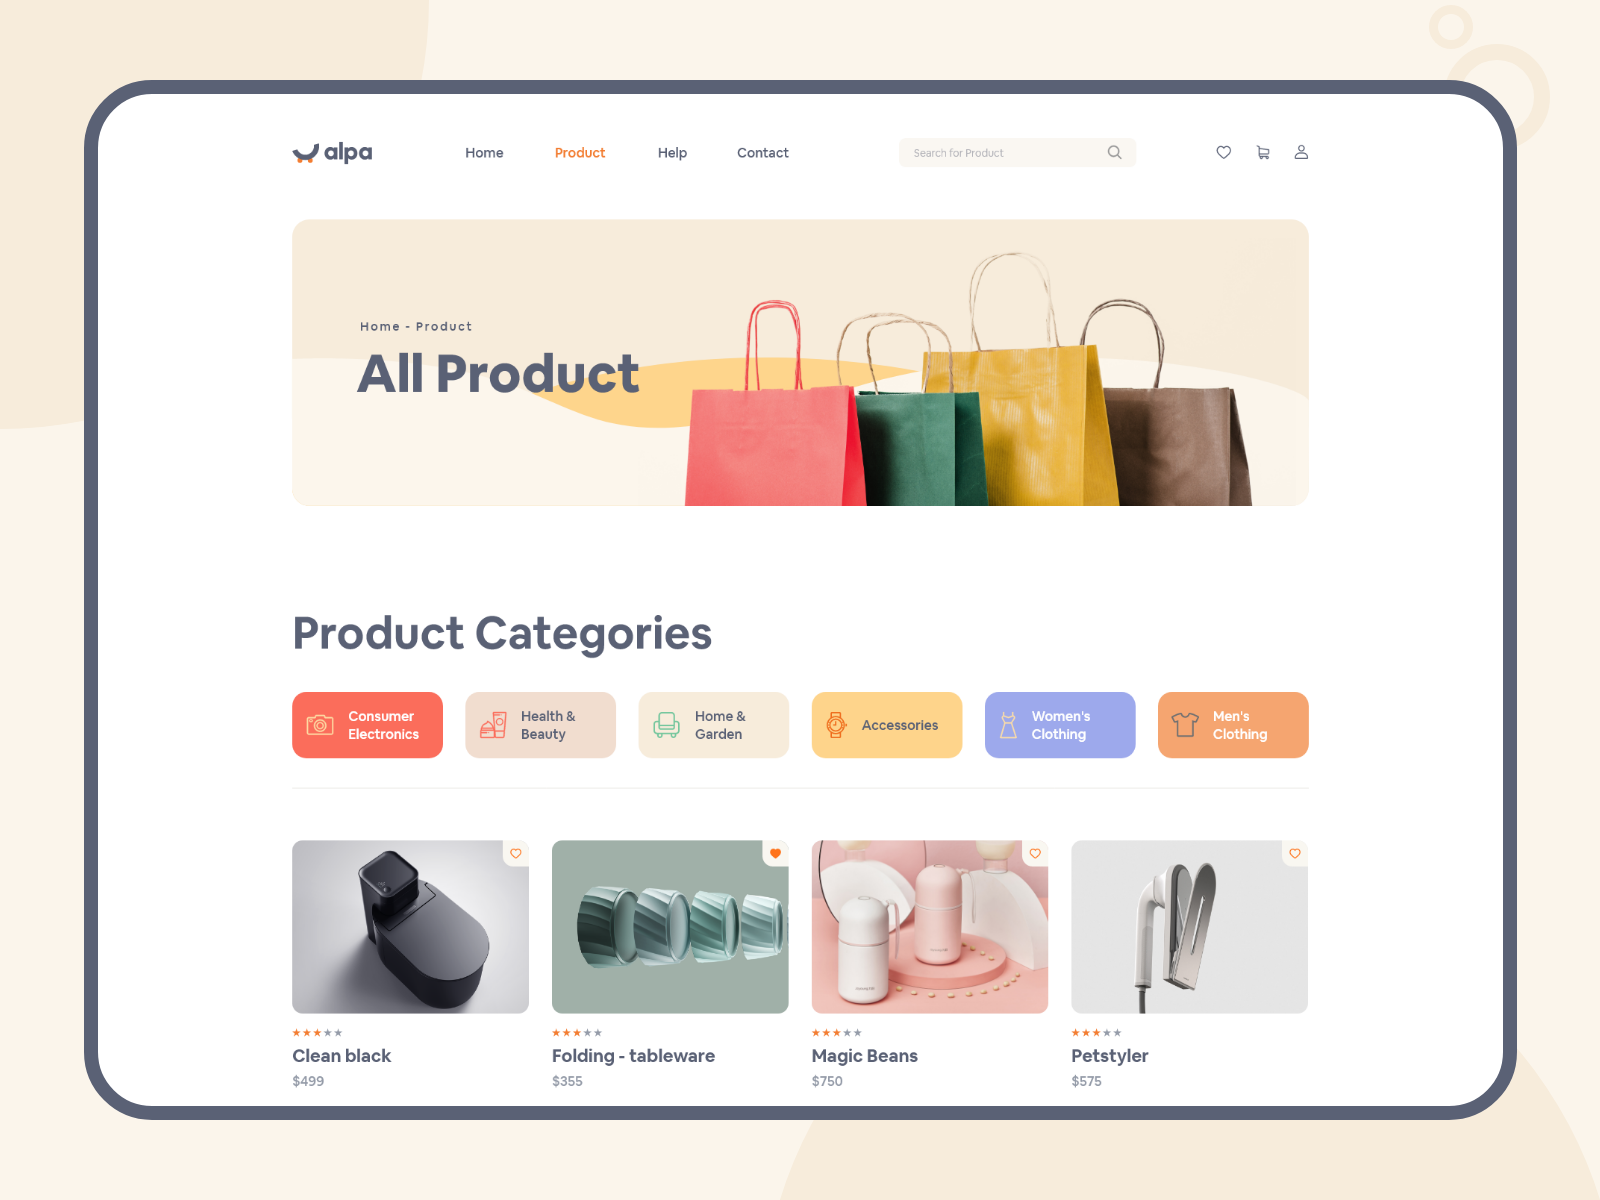 alpa
Home
Product
Help
Contact
Search for Product
Home - Product
All Product
Product Categories
Consumer
Electronics
Health &
Beauty
Home &
Garden
Accessories
Women's
Clothing
Men's
Clothing
Clean black
$499
Folding - tableware
$355
Magic Beans
$750
Petstyler
$575